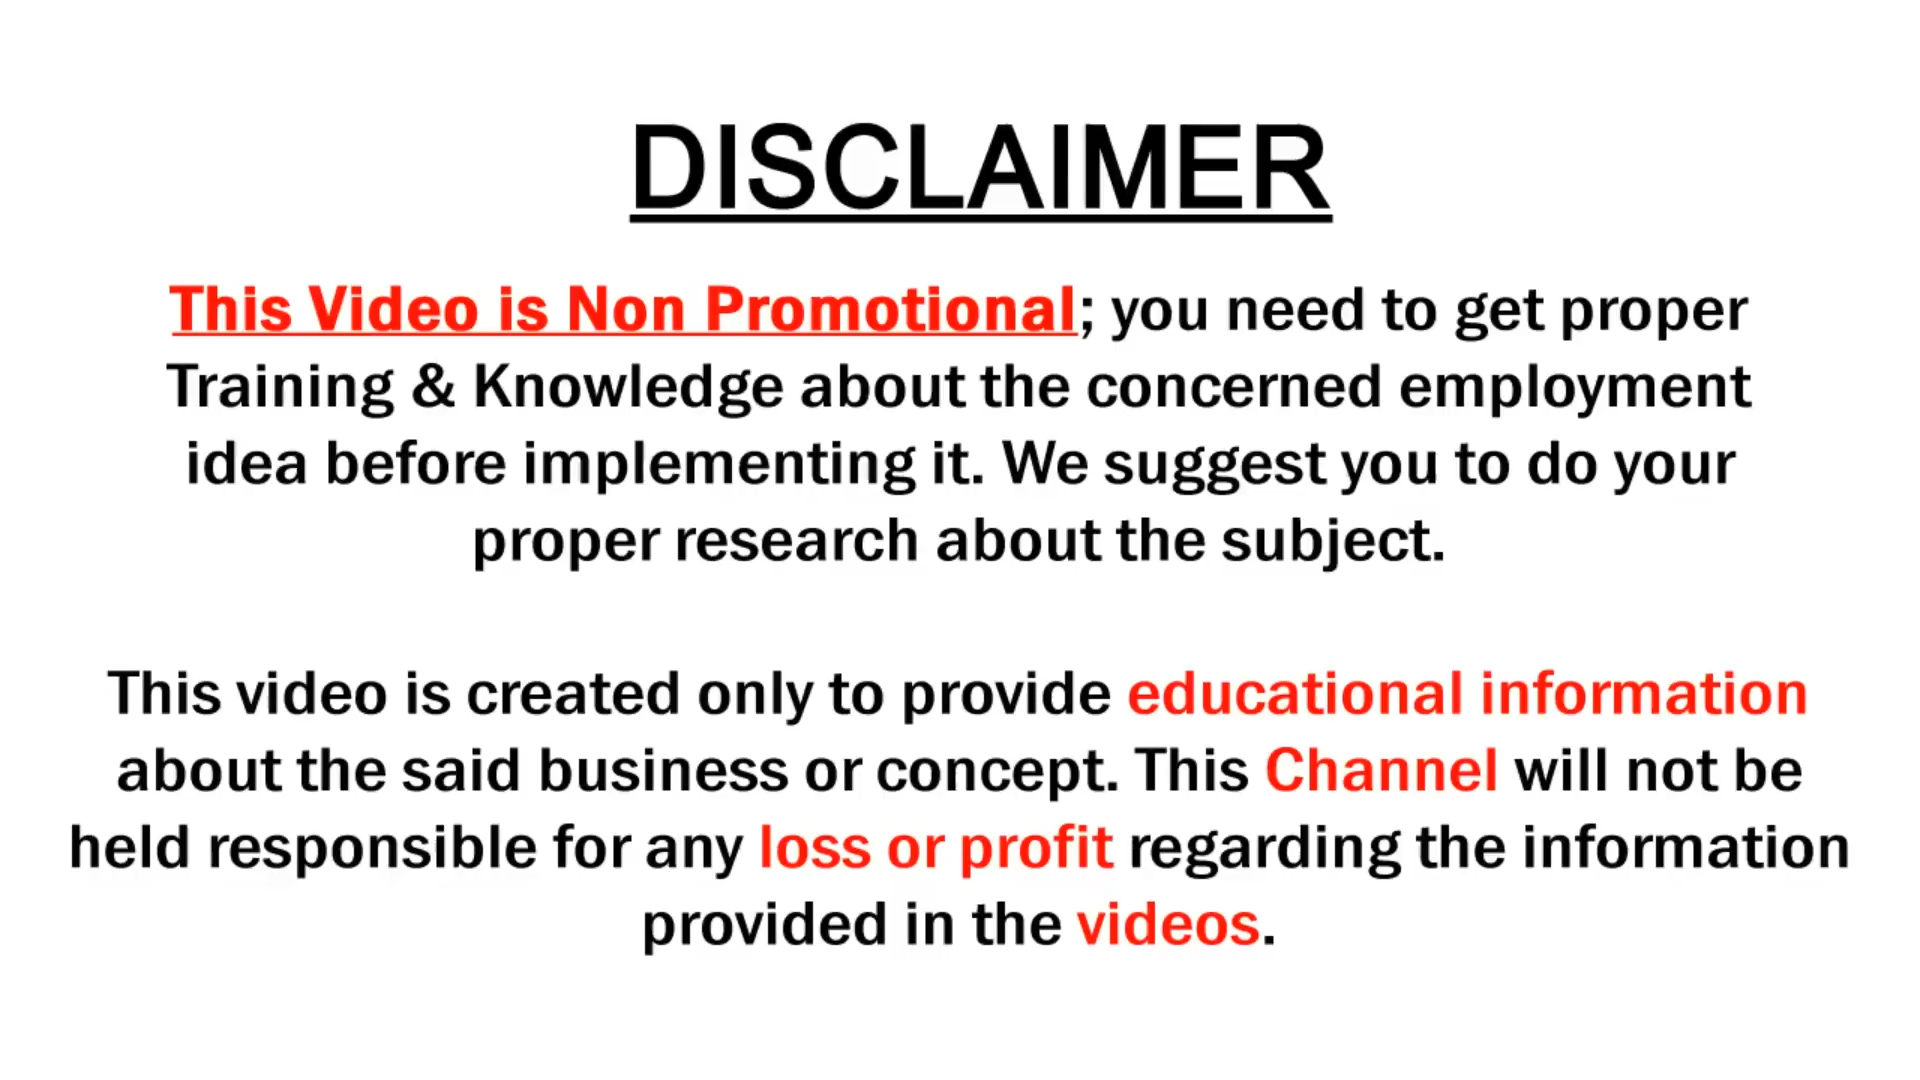 DISCLAIMER
This Video is Non Promotional; you need to get proper
Training & Knowledge about the concerned employment
idea before implementing it. We suggest you to do your
proper research about the subject.
This video is created only to provide educational information
about the said business or concept. This Channel will not be
held responsible for any loss or profit regarding the information
provided in the videos.